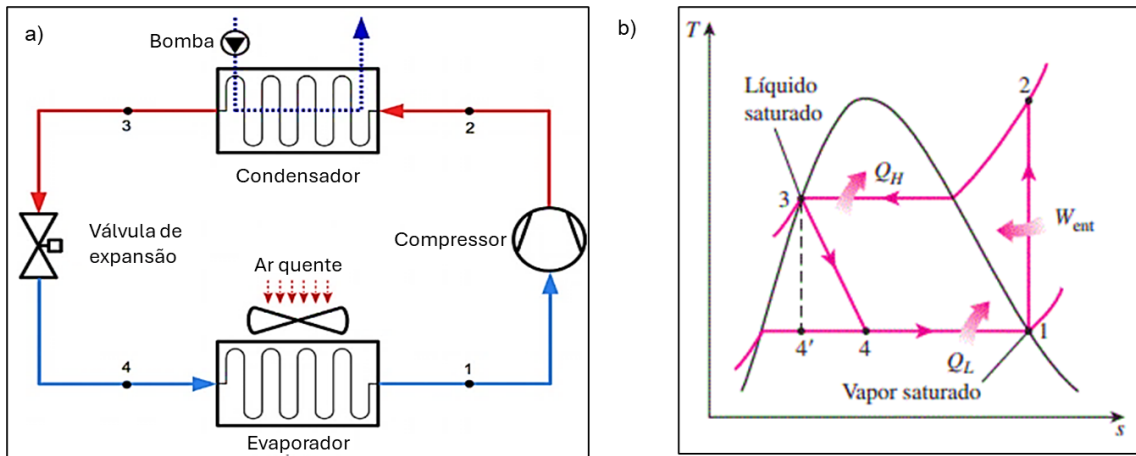 a)
Bomba
3
2
Condensador
Válvula de
expansão
Compressor
Ar quente
4
1
Evaporador
b)
T
2
Líquido
saturado
Q_H
3
W_ent
4'
4
1
Q_L
Vapor saturado
s